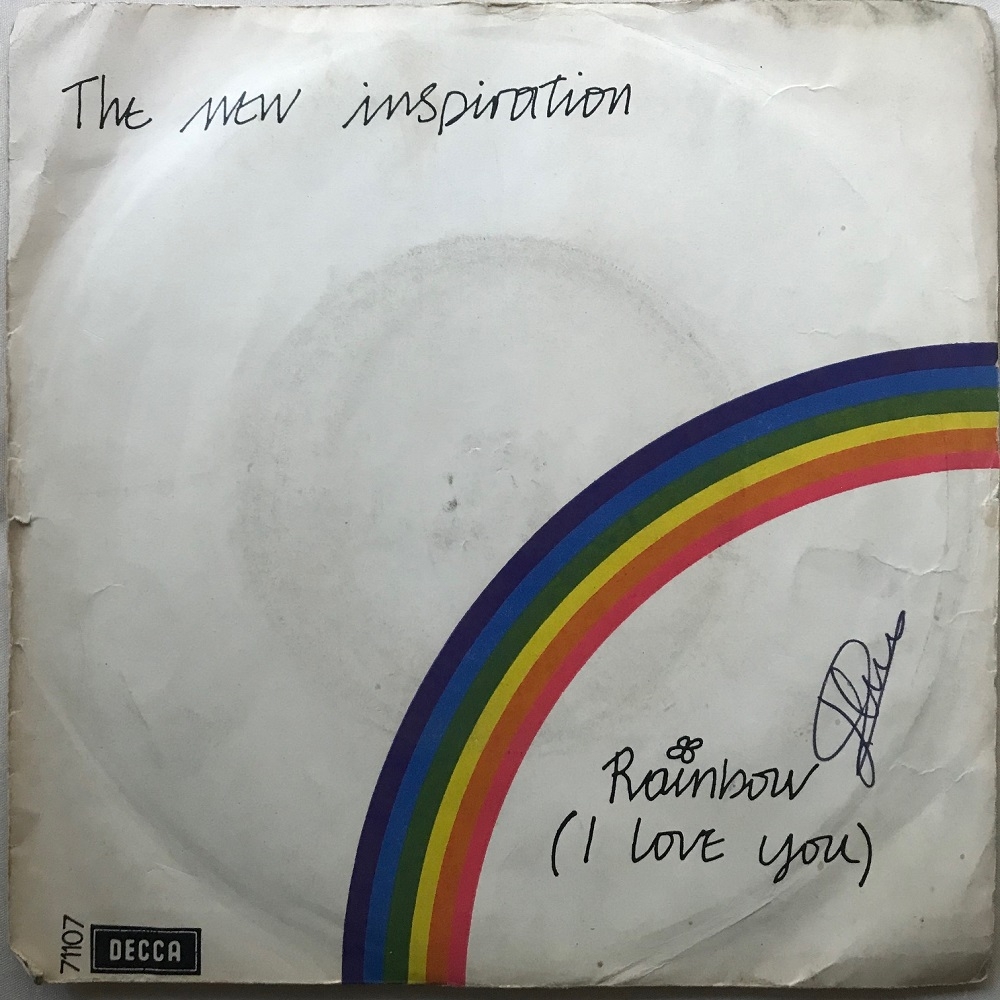 The new inspiration
Rainbow
(I love you)
71107
DECCA